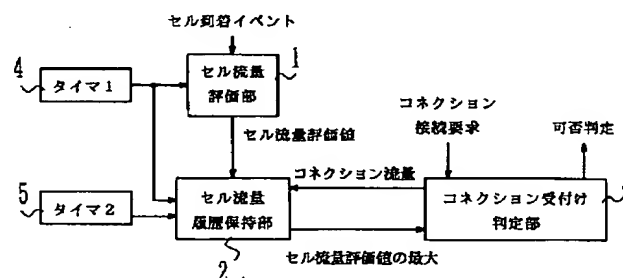 セル到着イベント
4
タイマ1
セル流量
評価部
1
コネクション
接続要求
可否判定
セル流量評価値
コネクション流量
5
タイマ2
セル流量
履歴保持部
2
コネクション受付け
判定部
セル流量評価値の最大